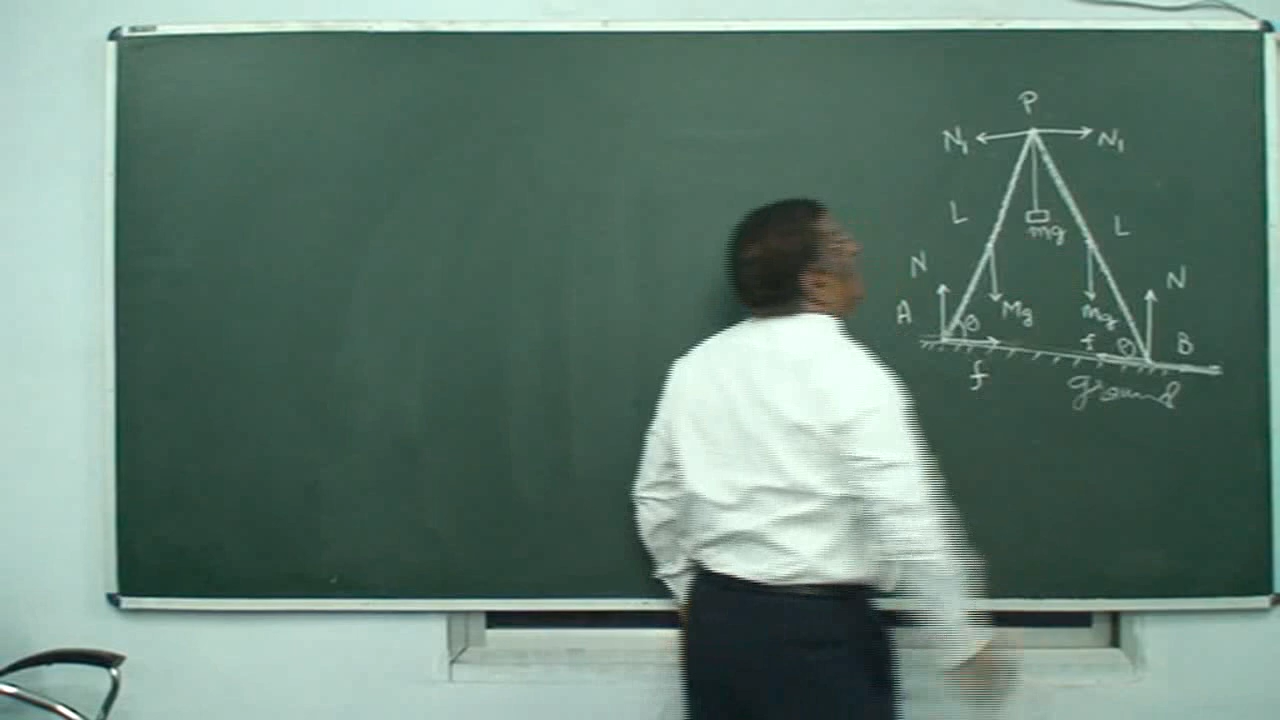 P
N₁ N₁
L L
mg
N N
A Mg mg
θ f θ B
f
ground